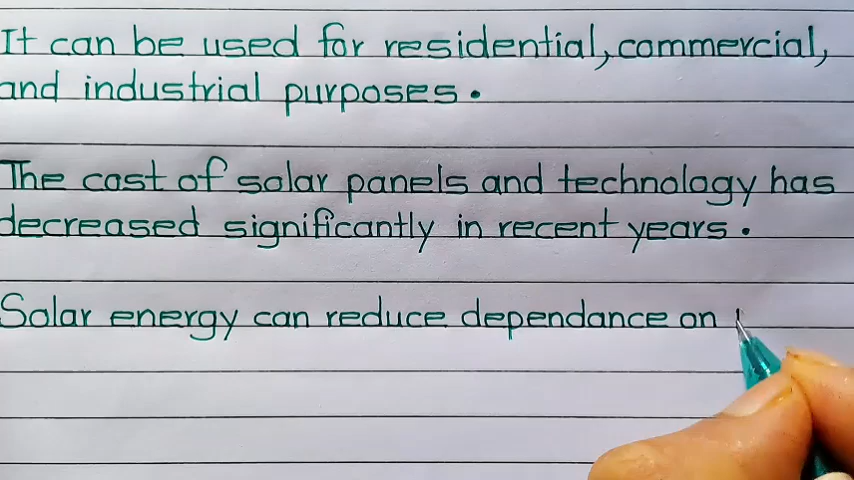 It can be used for residential, commercial,
and industrial purposes.
The cost of solar panels and technology has
decreased significantly in recent years.
Solar energy can reduce dependance on